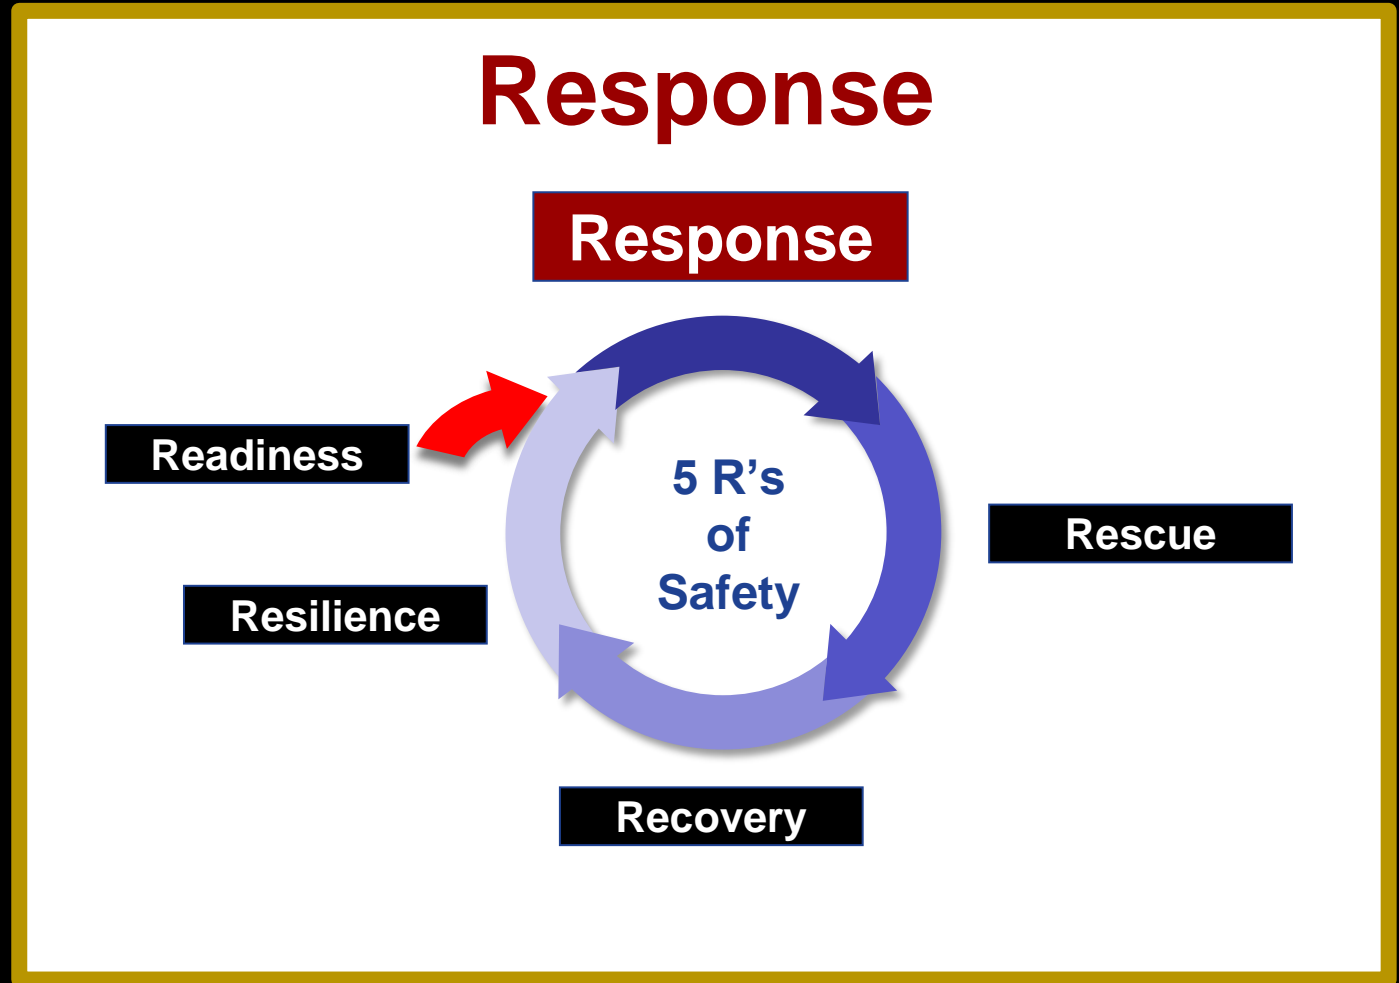 Response
Response
Readiness
5 R’s
of
Safety
Rescue
Resilience
Recovery